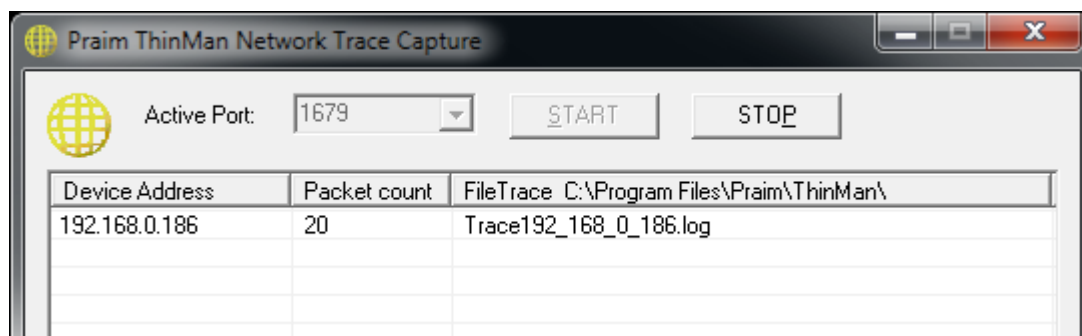 Praim ThinMan Network Trace Capture
Active Port: 1679 START STOP
Device Address Packet count FileTrace C:\Program Files\Praim\ThinMan\
192.168.0.186 20 Trace192_168_0_186.log